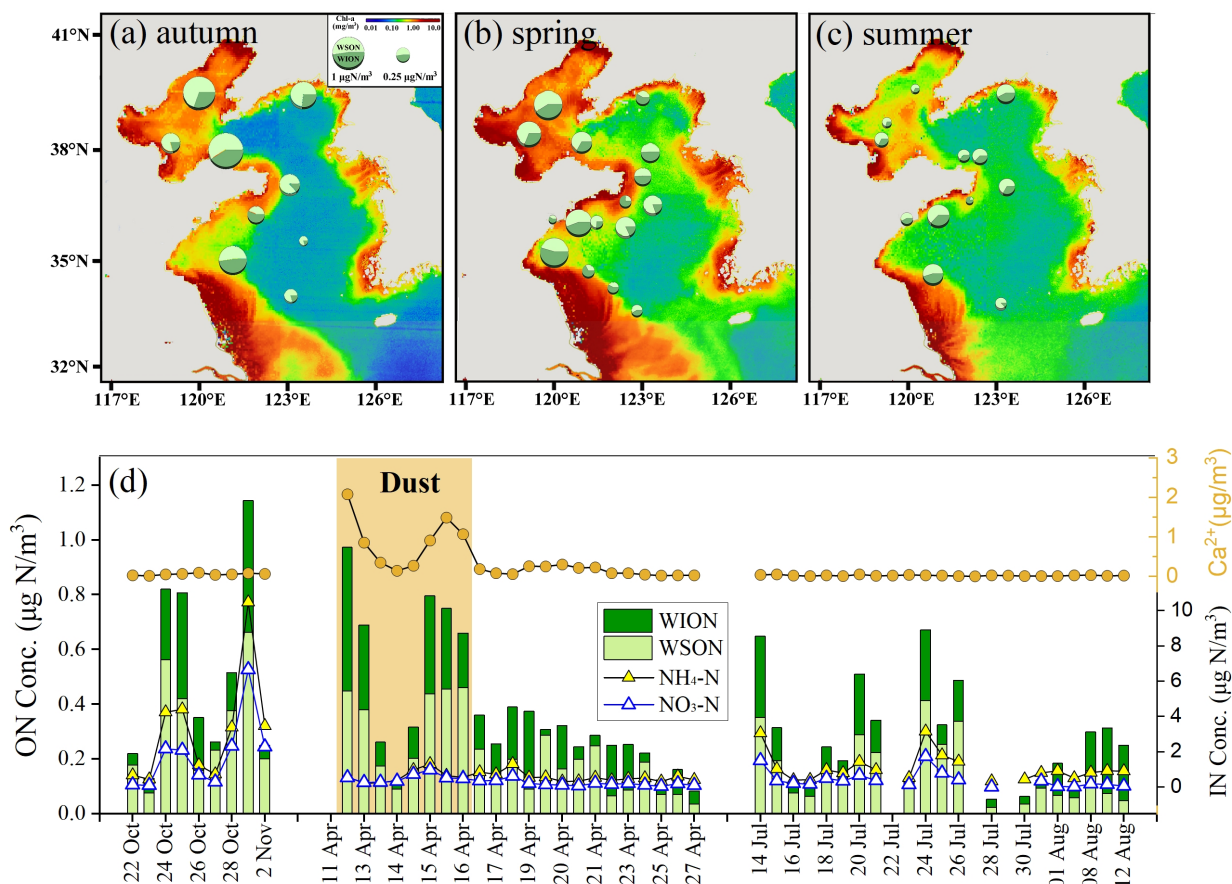 (a) autumn
(b) spring
(c) summer
Chl-a
(mg/m³)
0.01 0.10 1.00 10.0
WSON
WION
1 μgN/m³ 0.25 μgN/m³
41°N
38°N
35°N
32°N
117°E 120°E 123°E 126°E
117°E 120°E 123°E 126°E
117°E 120°E 123°E 126°E
(d)
Dust
ON Conc. (μg N/m³)
1.2
1.0
0.8
0.6
0.4
0.2
0.0
Ca²⁺(μg/m³)
3
2
1
0
IN Conc. (μg N/m³)
10
8
6
4
2
0
WION
WSON
NH₄-N
NO₃-N
22 Oct
24 Oct
26 Oct
28 Oct
2 Nov
11 Apr
13 Apr
14 Apr
15 Apr
16 Apr
17 Apr
19 Apr
20 Apr
21 Apr
23 Apr
25 Apr
27 Apr
14 Jul
16 Jul
18 Jul
20 Jul
22 Jul
24 Jul
26 Jul
28 Jul
30 Jul
01 Aug
08 Aug
12 Aug